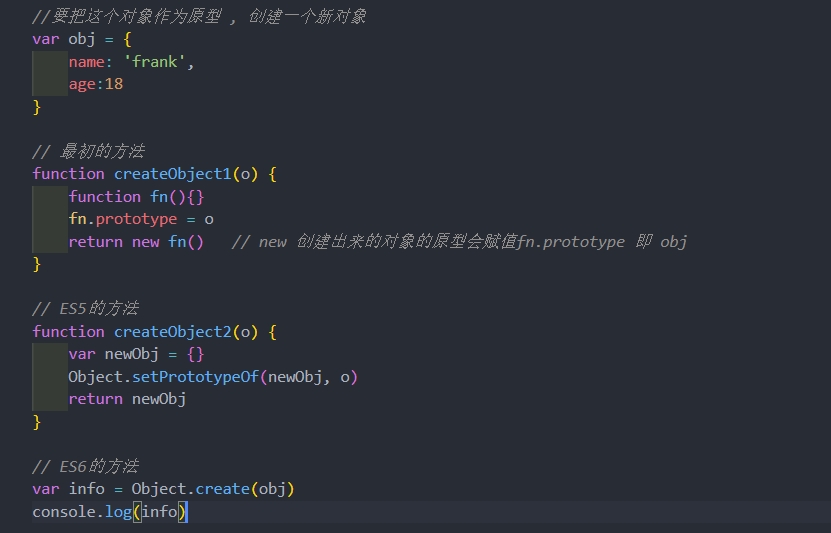 //要把这个对象作为原型 , 创建一个新对象
var obj = {
    name: 'frank',
    age:18
}

// 最初的方法
function createObject1(o) {
    function fn(){}
    fn.prototype = o
    return new fn()   // new 创建出来的对象的原型会赋值fn.prototype 即 obj
}

// ES5的方法
function createObject2(o) {
    var newObj = {}
    Object.setPrototypeOf(newObj, o)
    return newObj
}

// ES6的方法
var info = Object.create(obj)
console.log(info)